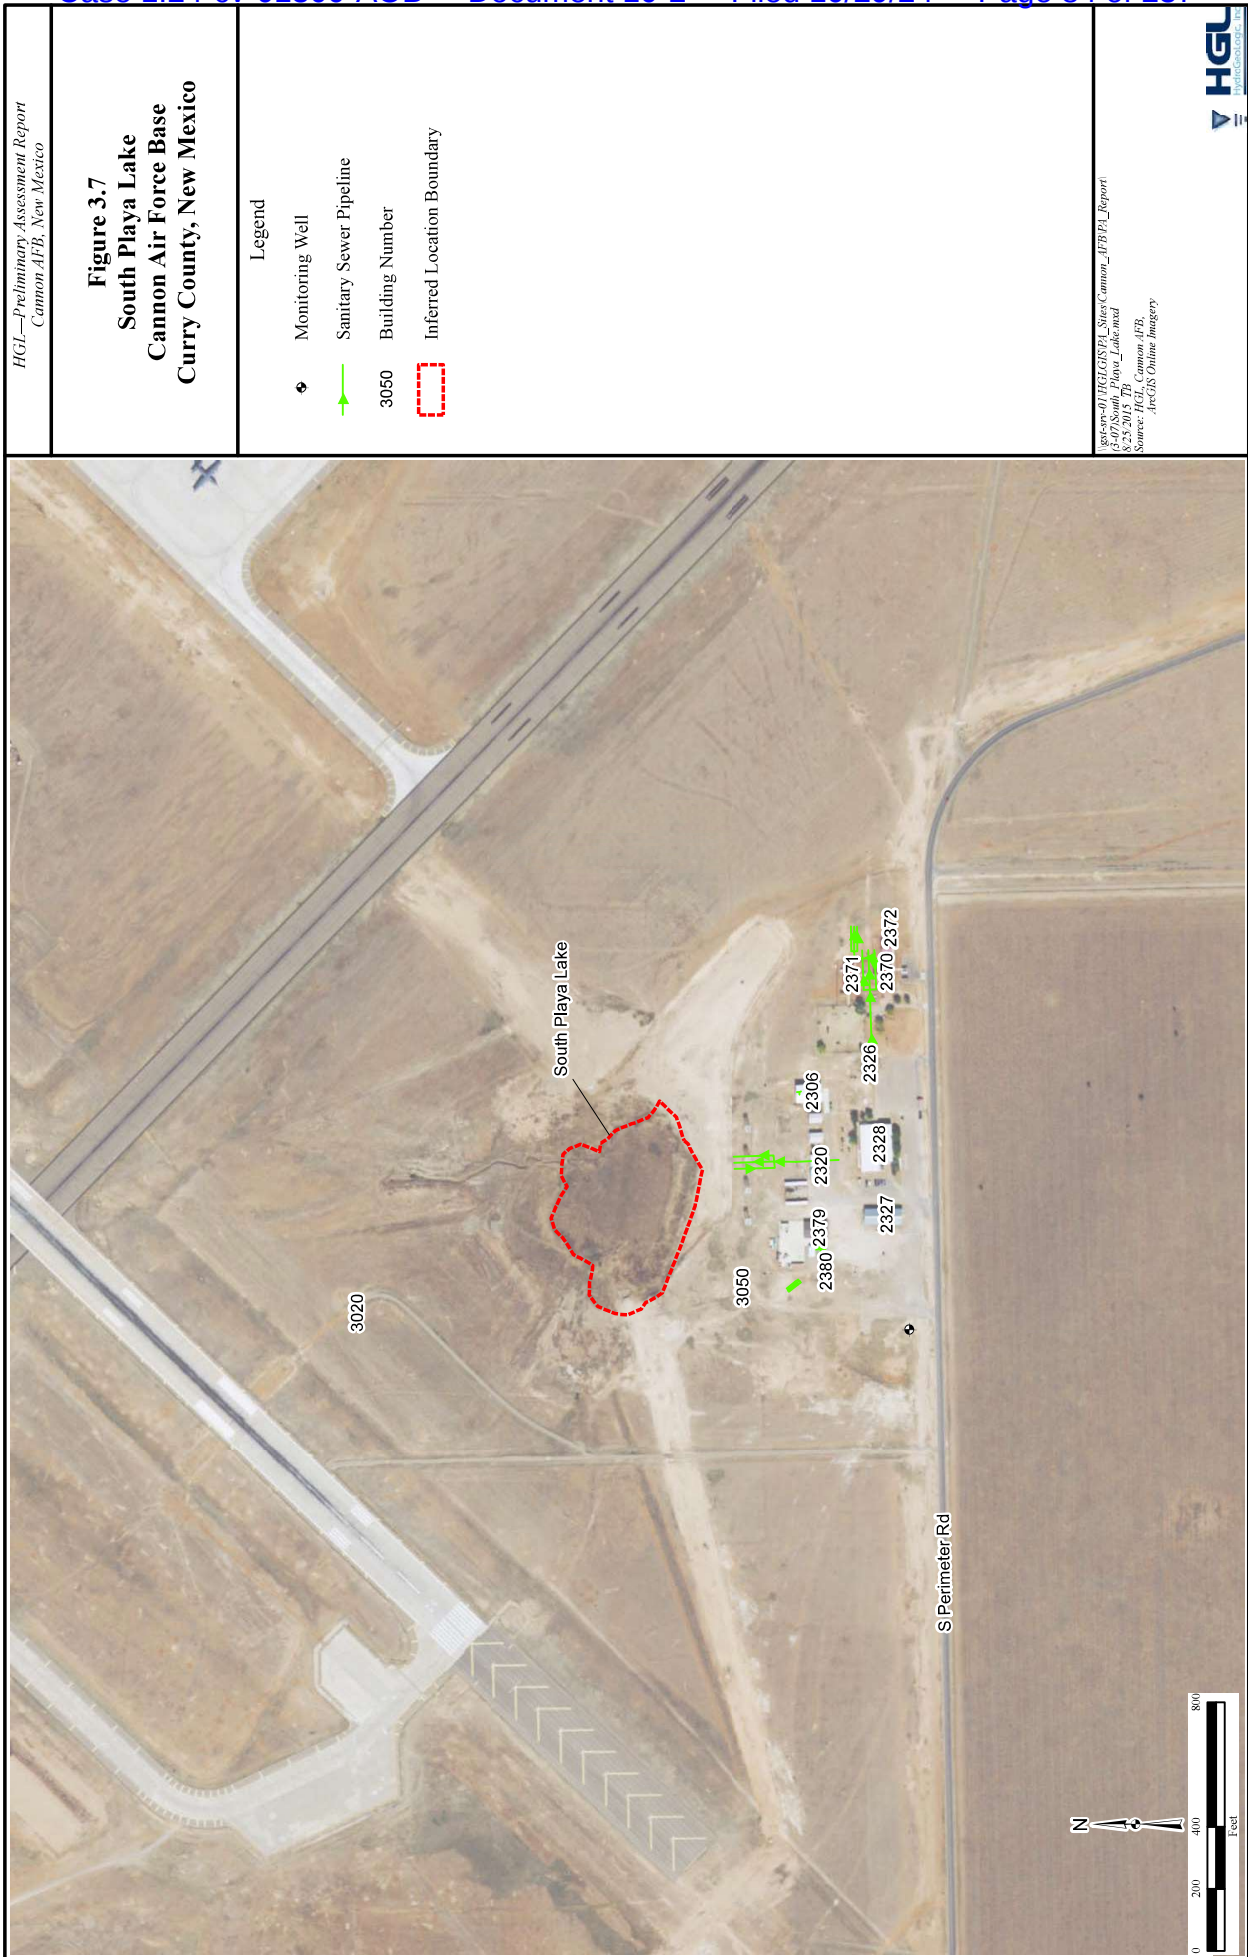 HGL—Preliminary Assessment Report
Cannon AFB, New Mexico
Figure 3.7
South Playa Lake
Cannon Air Force Base
Curry County, New Mexico
Legend
Monitoring Well
Sanitary Sewer Pipeline
3050 Building Number
Inferred Location Boundary
\\gst-srv-01\HGLGIS\PA_Sites\Cannon_AFB\PA_Report\
(3-07)South_Playa_Lake.mxd
8/25/2015 TB
Source: HGL, Cannon AFB,
ArcGIS Online Imagery
HGL
HydroGeoLogic, Inc
South Playa Lake
3020
3050
2371
2372
2370
2326
2306
2320
2328
2379
2327
2380
S Perimeter Rd
N
0 200 400 800
Feet